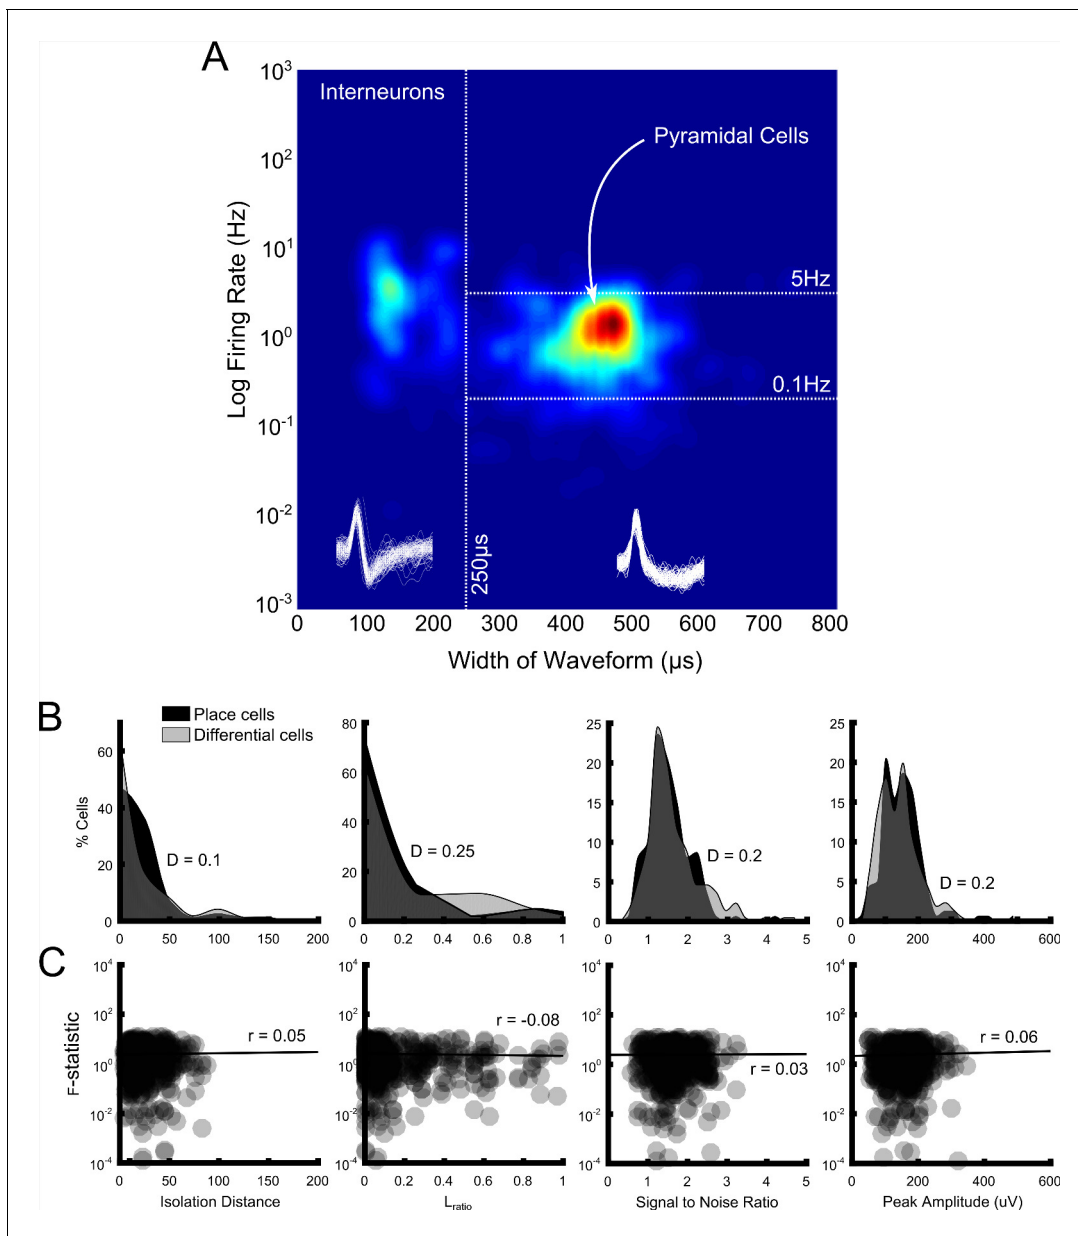 A
Interneurons
Pyramidal Cells
5Hz
0.1Hz
250µs
Log Firing Rate (Hz)
10³
10²
10¹
10⁰
10⁻¹
10⁻²
10⁻³
0 100 200 300 400 500 600 700 800
Width of Waveform (µs)
B
Place cells
Differential cells
% Cells
60
40
20
0
D = 0.1
0 50 100 150 200
80
70
60
50
40
30
20
10
0
D = 0.25
0 0.2 0.4 0.6 0.8 1
25
20
15
10
5
0
D = 0.2
0 1 2 3 4 5
25
20
15
10
5
0
D = 0.2
0 200 400 600
C
F-statistic
10⁴
10²
10⁰
10⁻²
10⁻⁴
r = 0.05
0 50 100 150 200
Isolation Distance
10⁴
10²
10⁰
10⁻²
10⁻⁴
r = -0.08
0 0.2 0.4 0.6 0.8 1
Lratio
10⁴
10²
10⁰
10⁻²
10⁻⁴
r = 0.03
0 1 2 3 4 5
Signal to Noise Ratio
10⁴
10²
10⁰
10⁻²
10⁻⁴
r = 0.06
0 200 400 600
Peak Amplitude (uV)